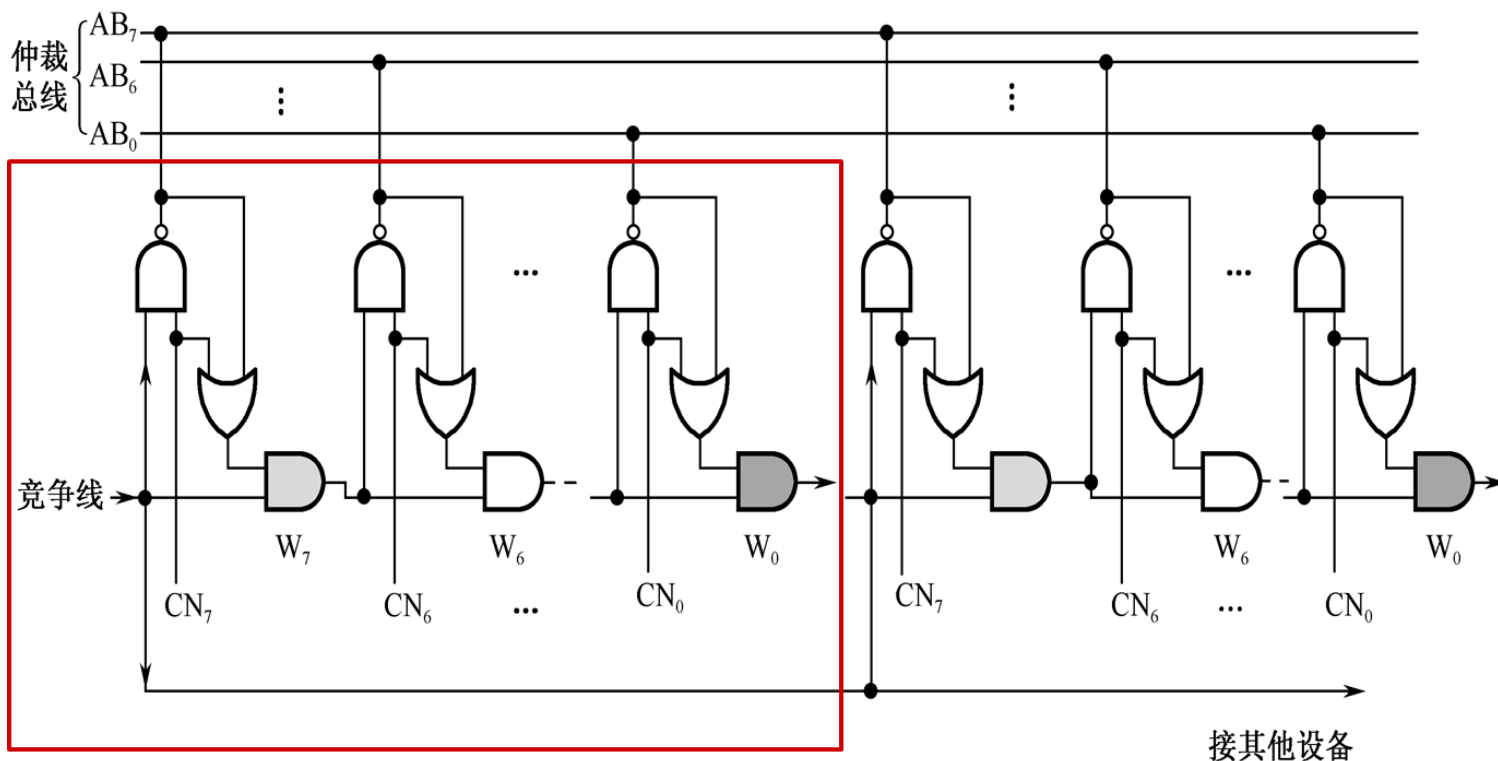 仲裁
总线
AB₇
AB₆
⋮
⋮
AB₀
... ...
竞争线
W₇ W₆ W₀ W₆ W₀
CN₇ CN₆ ... CN₀ CN₇ CN₆ ... CN₀
接其他设备